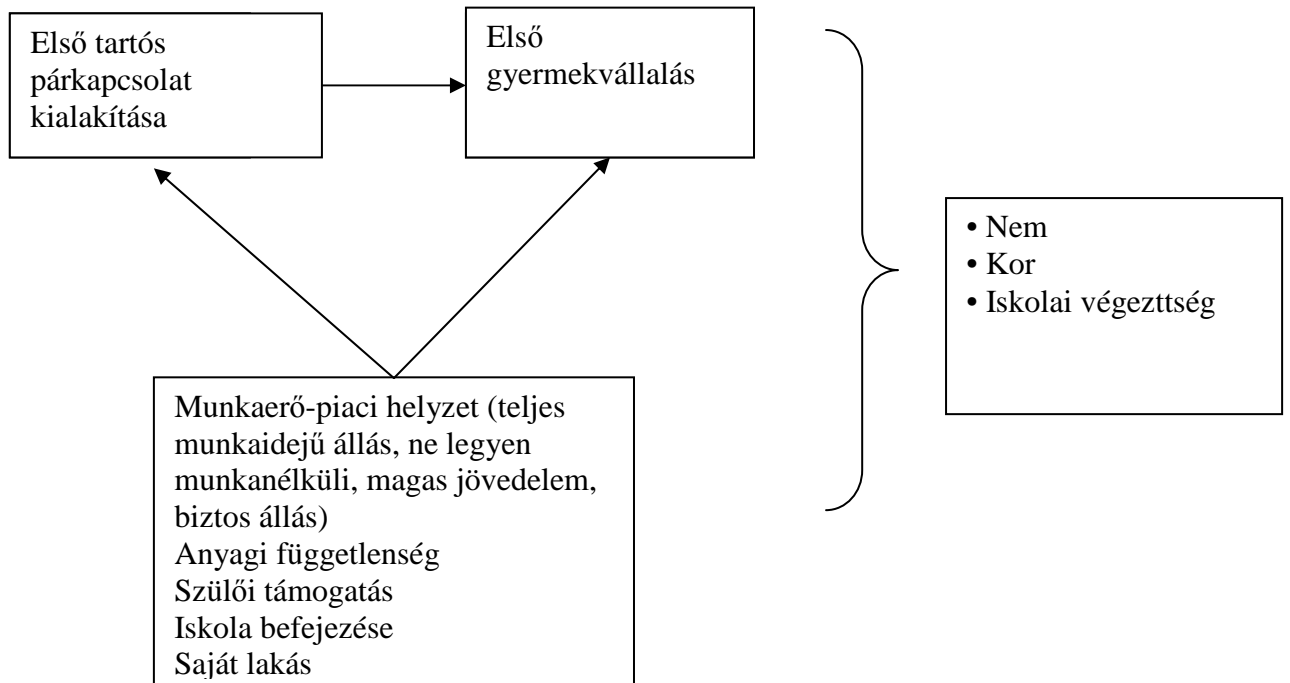 Első tartós
párkapcsolat
kialakítása
Első
gyermekvállalás
• Nem
• Kor
• Iskolai végezttség
Munkaerő-piaci helyzet (teljes
munkaidejű állás, ne legyen
munkanélküli, magas jövedelem,
biztos állás)
Anyagi függetlenség
Szülői támogatás
Iskola befejezése
Saját lakás